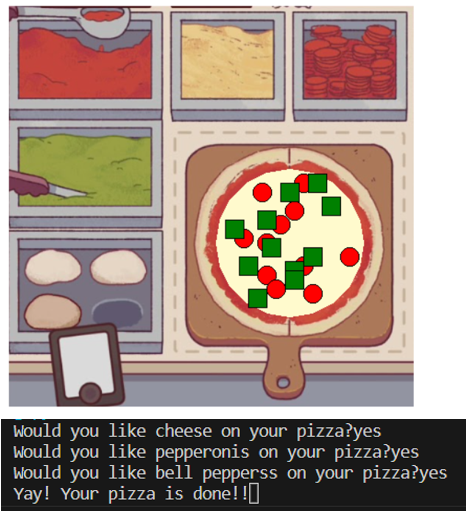 Would you like cheese on your pizza?yes
Would you like pepperonis on your pizza?yes
Would you like bell pepperss on your pizza?yes
Yay! Your pizza is done!!